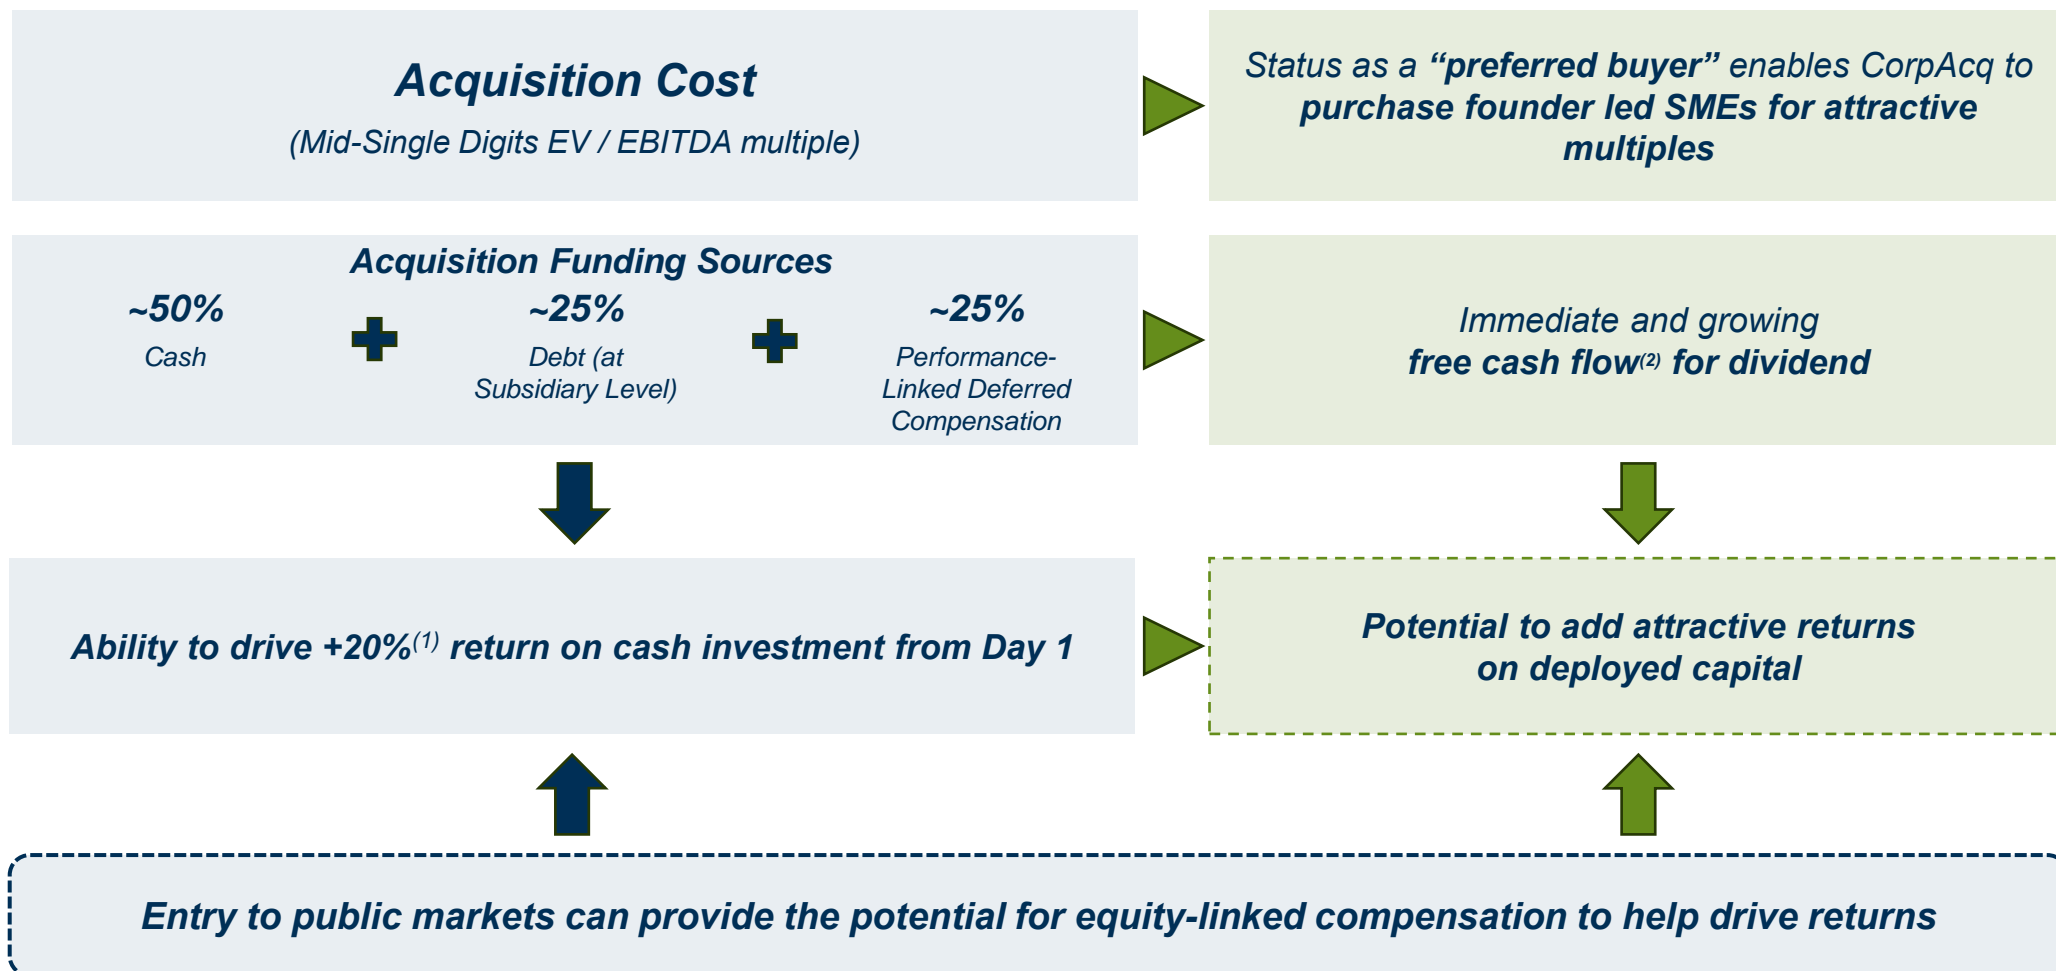 Acquisition Cost
(Mid-Single Digits EV / EBITDA multiple)
Status as a “preferred buyer” enables CorpAcq to
purchase founder led SMEs for attractive
multiples
Acquisition Funding Sources
~50%
Cash
~25%
Debt (at
Subsidiary Level)
~25%
Performance-
Linked Deferred
Compensation
Immediate and growing
free cash flow(2) for dividend
Ability to drive +20%(1) return on cash investment from Day 1
Potential to add attractive returns
on deployed capital
Entry to public markets can provide the potential for equity-linked compensation to help drive returns